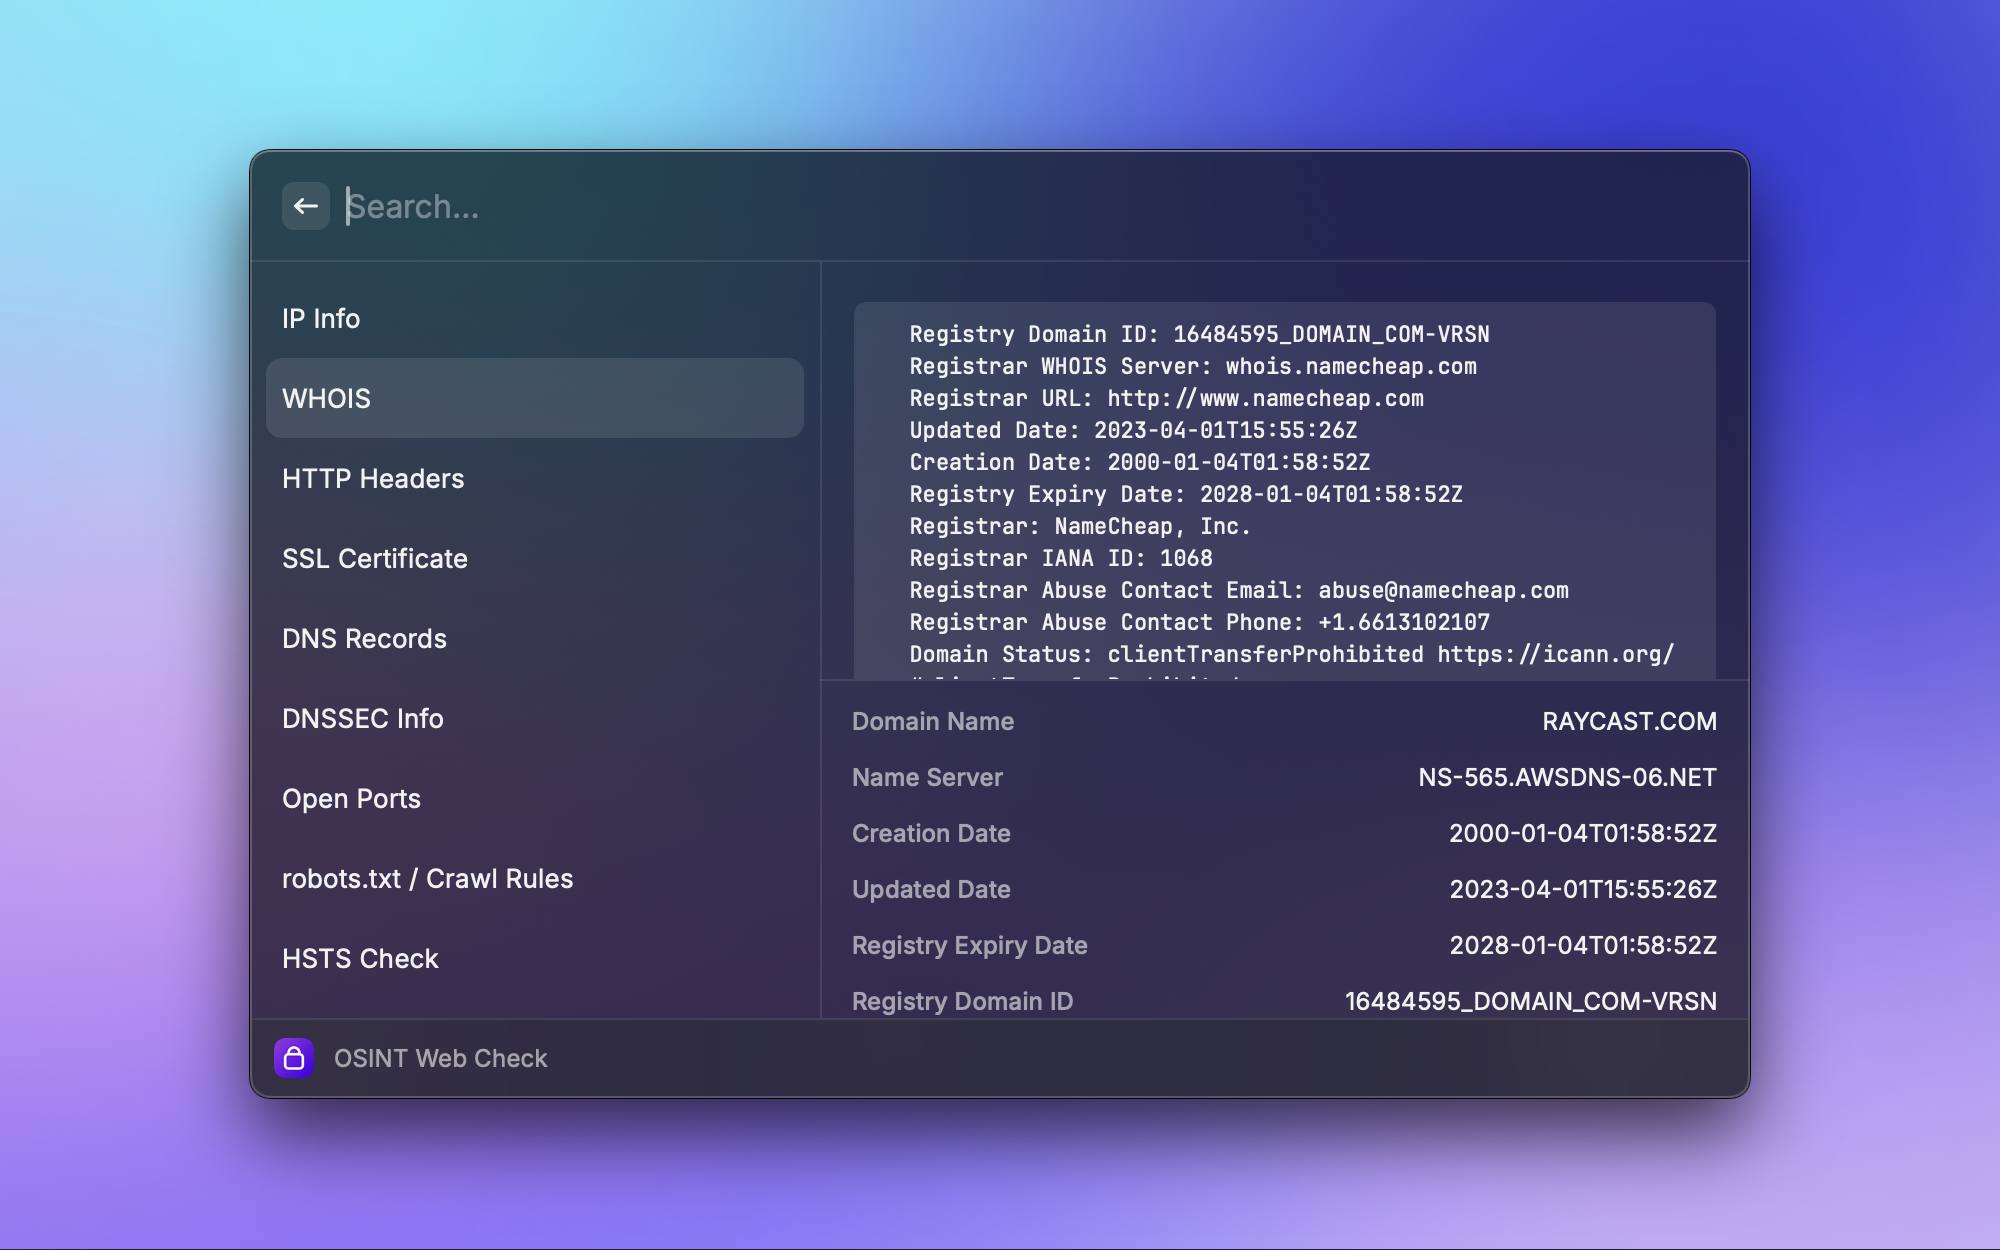 Search...
IP Info
WHOIS
HTTP Headers
SSL Certificate
DNS Records
DNSSEC Info
Open Ports
robots.txt / Crawl Rules
HSTS Check
Registry Domain ID: 16484595_DOMAIN_COM-VRSN
Registrar WHOIS Server: whois.namecheap.com
Registrar URL: http://www.namecheap.com
Updated Date: 2023-04-01T15:55:26Z
Creation Date: 2000-01-04T01:58:52Z
Registry Expiry Date: 2028-01-04T01:58:52Z
Registrar: NameCheap, Inc.
Registrar IANA ID: 1068
Registrar Abuse Contact Email: abuse@namecheap.com
Registrar Abuse Contact Phone: +1.6613102107
Domain Status: clientTransferProhibited https://icann.org/
Domain Name RAYCAST.COM
Name Server NS-565.AWSDNS-06.NET
Creation Date 2000-01-04T01:58:52Z
Updated Date 2023-04-01T15:55:26Z
Registry Expiry Date 2028-01-04T01:58:52Z
Registry Domain ID 16484595_DOMAIN_COM-VRSN
OSINT Web Check